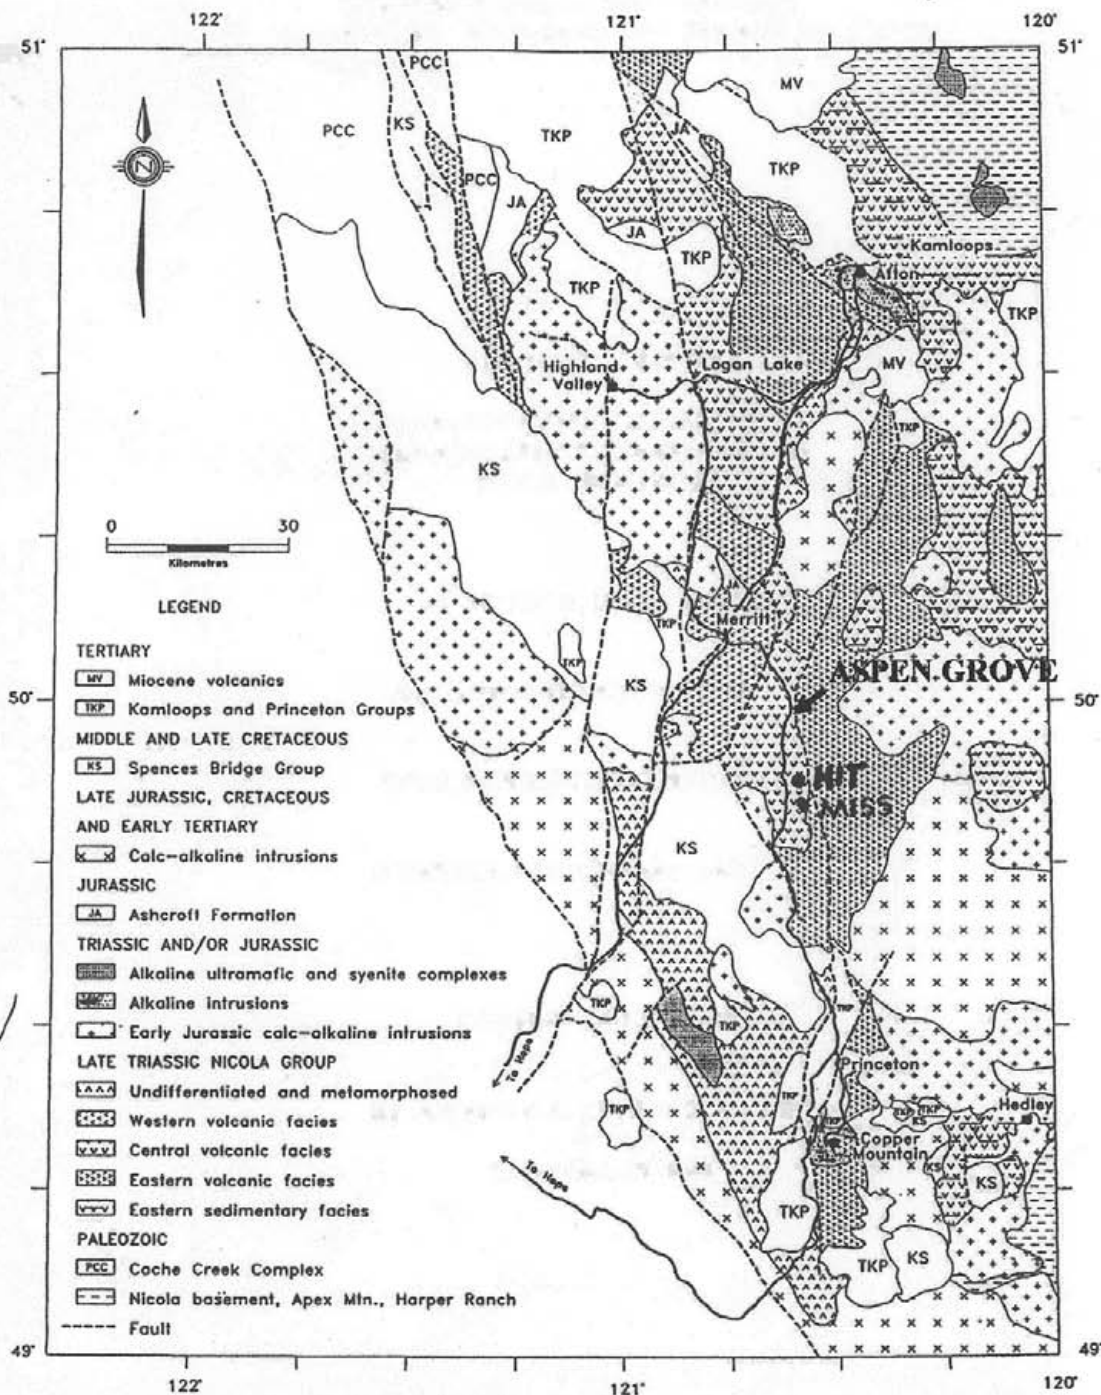 122° 121° 120°
51° 51°
PCC
MV
PCC KS TKP JA
TKP
PCC
JA
JA
TKP
Kamloops
Afton
TKP
TKP
Highland
Valley
Logan Lake
MV
TKP
KS
0 30
Kilometres
JA
Merritt
TKP
TKP
KS
ASPEN GROVE
50° 50°
HIT
MISS
KS
TKP
TKP
TKP
To Hope
Princeton
TKP
TKP
TKP
TKP
TKP
KS
Hedley
Copper
Mountain
KS
KS
To Hope
TKP
TKP
KS
LEGEND
TERTIARY
MV Miocene volcanics
TKP Kamloops and Princeton Groups
MIDDLE AND LATE CRETACEOUS
KS Spences Bridge Group
LATE JURASSIC, CRETACEOUS
AND EARLY TERTIARY
Calc-alkaline intrusions
JURASSIC
JA Ashcroft Formation
TRIASSIC AND/OR JURASSIC
Alkaline ultramafic and syenite complexes
Alkaline intrusions
Early Jurassic calc-alkaline intrusions
LATE TRIASSIC NICOLA GROUP
Undifferentiated and metamorphosed
Western volcanic facies
Central volcanic facies
Eastern volcanic facies
Eastern sedimentary facies
PALEOZOIC
PCC Cache Creek Complex
Nicola basement, Apex Mtn., Harper Ranch
Fault
49° 49°
122° 121° 120°